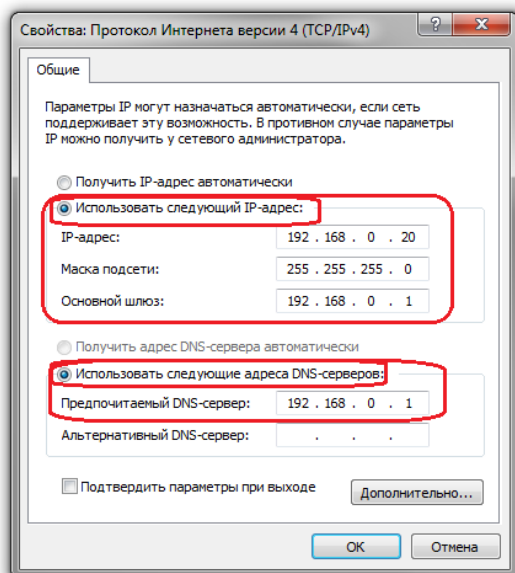 Свойства: Протокол Интернета версии 4 (TCP/IPv4)
?
Общие
Параметры IP могут назначаться автоматически, если сеть
поддерживает эту возможность. В противном случае параметры
IP можно получить у сетевого администратора.
Получить IP-адрес автоматически
Использовать следующий IP-адрес:
IP-адрес: 192 . 168 . 0 . 20
Маска подсети: 255 . 255 . 255 . 0
Основной шлюз: 192 . 168 . 0 . 1
Получить адрес DNS-сервера автоматически
Использовать следующие адреса DNS-серверов:
Предпочитаемый DNS-сервер: 192 . 168 . 0 . 1
Альтернативный DNS-сервер: . . .
Подтвердить параметры при выходе
Дополнительно...
ОК
Отмена